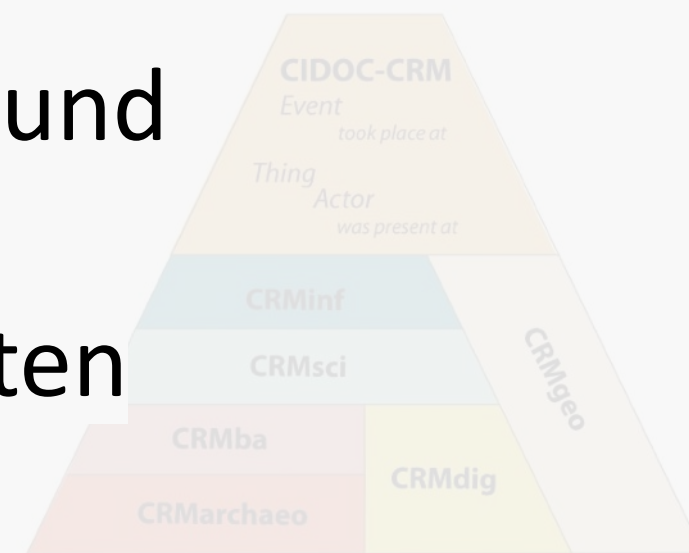 CIDOC-CRM
und
Event
took place at
Thing
Actor
was present at
CRMinf
CRMgeo
CRMsci
ten
CRMba
CRMdig
CRMarchaeo